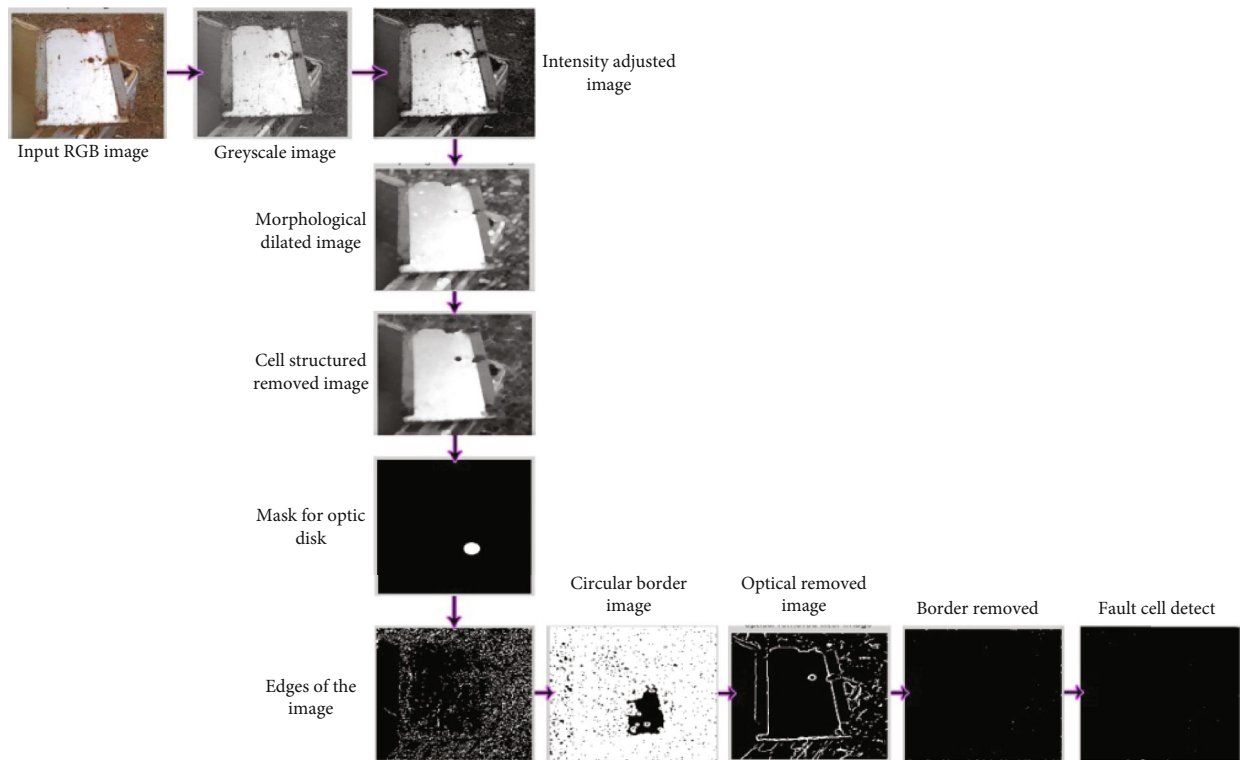 Input RGB image
Greyscale image
Intensity adjusted
image
Morphological
dilated image
Cell structured
removed image
Mask for optic
disk
Edges of the
image
Circular border
image
Optical removed
image
Border removed
Fault cell detect